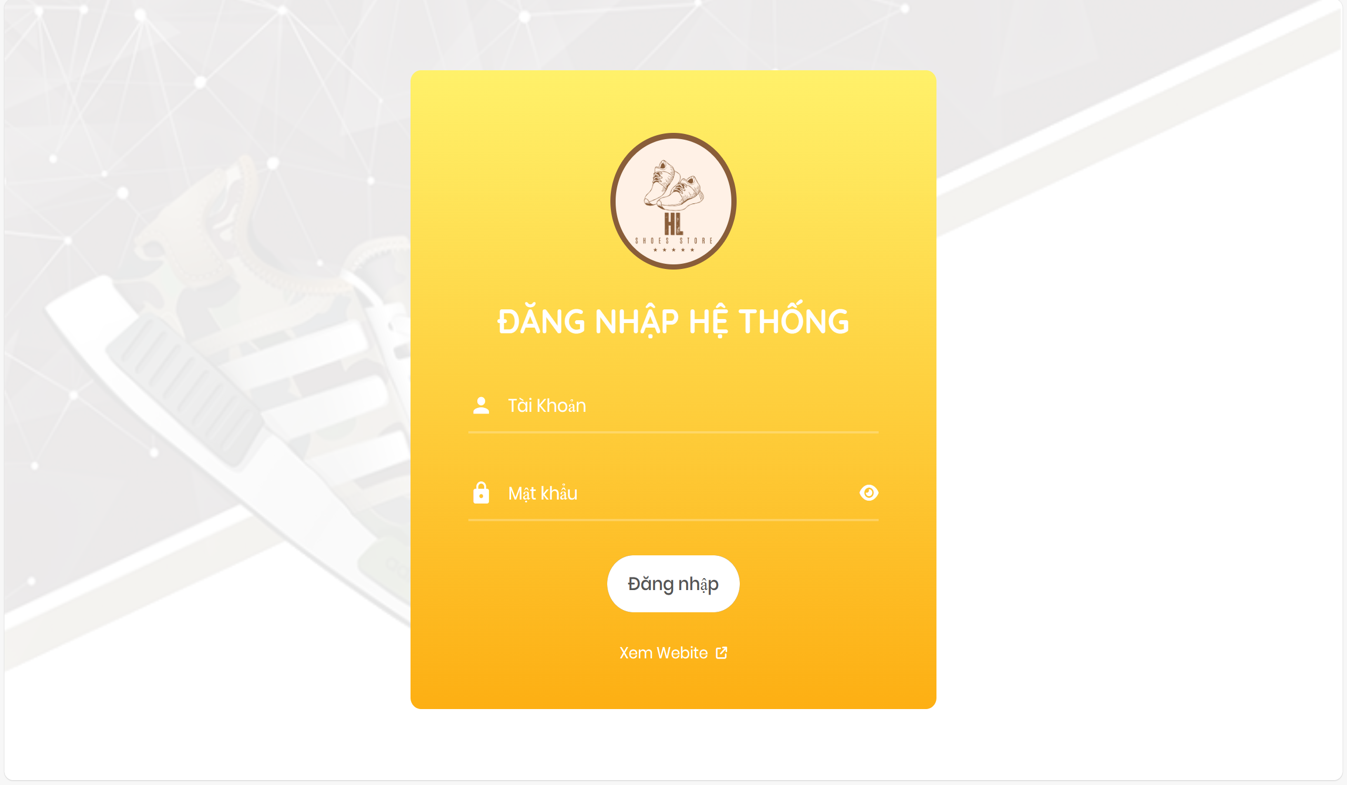 HL
SHOES STORE
ĐĂNG NHẬP HỆ THỐNG
Tài Khoản
Mật khẩu
Đăng nhập
Xem Webite